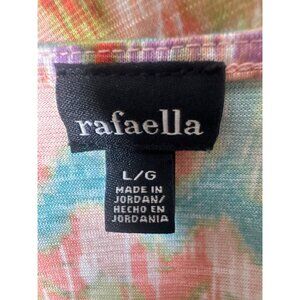 rafaella
L/G
MADE IN
JORDAN/
HECHO EN
JORDANIA